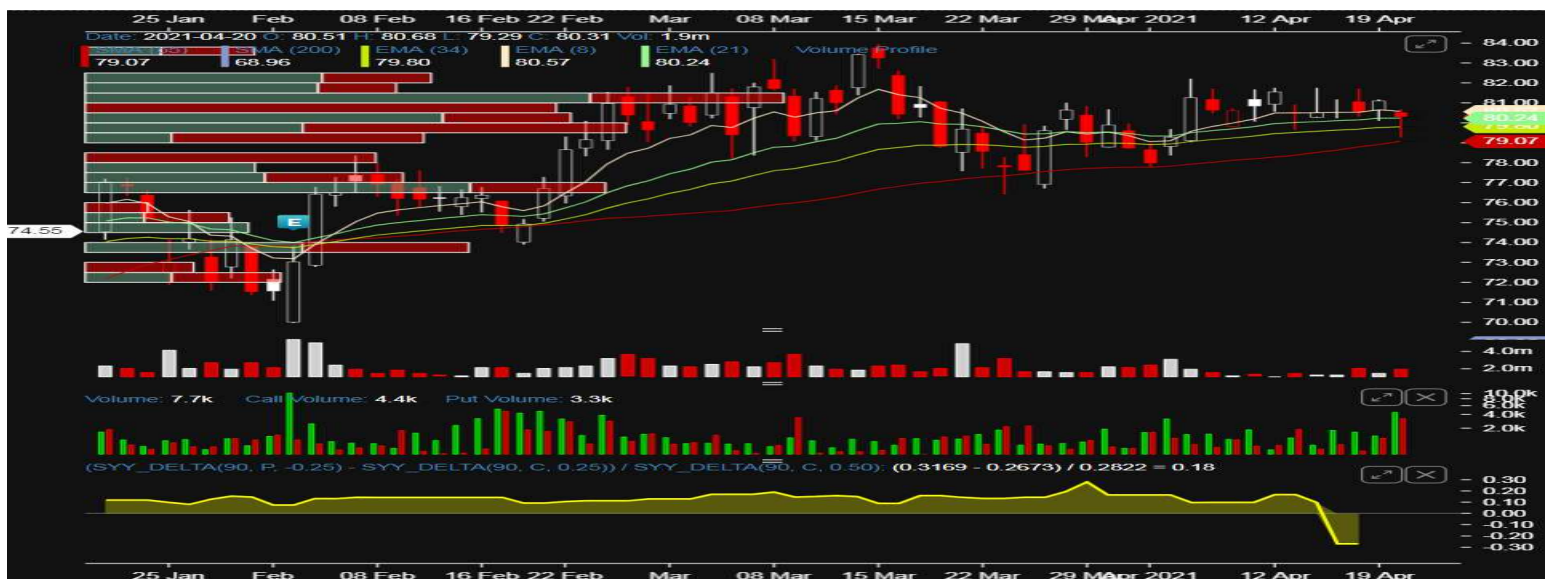 25 Jan Feb 08 Feb 16 Feb 22 Feb Mar 08 Mar 15 Mar 22 Mar 29 Mar Apr 2021 12 Apr 19 Apr
Date: 2021-04-20 O: 80.51 H: 80.68 L: 79.29 C: 80.31 Vol: 1.9m
SMA (200) EMA (34) EMA (8) EMA (21) Volume Profile
79.07 68.96 79.80 80.57 80.24
84.00
83.00
82.00
81.00
80.24
79.07
78.00
77.00
76.00
E
75.00
74.55
74.00
73.00
72.00
71.00
70.00
4.0m
2.0m
Volume: 7.7k Call Volume: 4.4k Put Volume: 3.3k
10.0k
4.0k
2.0k
(SYY_DELTA(90, P, -0.25) - SYY_DELTA(90, C, 0.25)) / SYY_DELTA(90, C, 0.50): (0.3169 - 0.2673) / 0.2822 = 0.18
0.30
0.20
0.10
0.00
-0.10
-0.20
-0.30
25 Jan Feb 08 Feb 16 Feb 22 Feb Mar 08 Mar 15 Mar 22 Mar 29 Mar Apr 2021 12 Apr 19 Apr